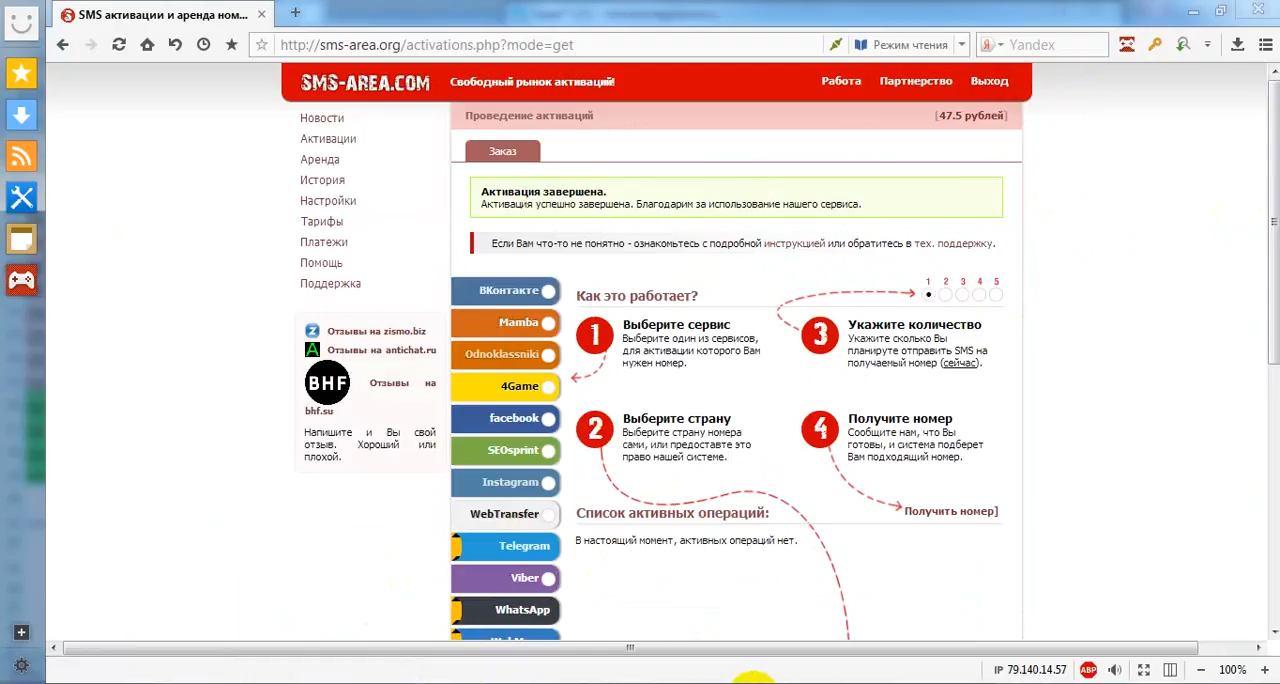 SMS активации и аренда ном...
http://sms-area.org/activations.php?mode=get
Режим чтения
Yandex
SMS-AREA.COM
Свободный рынок активаций!
Работа
Партнерство
Выход
Новости
Активации
Аренда
История
Настройки
Тарифы
Платежи
Помощь
Поддержка
Отзывы на zismo.biz
A Отзывы на antichat.ru
BHF Отзывы на
bhf.su
Напишите и Вы свой
отзыв. Хороший или
плохой.
Проведение активаций
[47.5 рублей]
Заказ
Активация завершена.
Активация успешно завершена. Благодарим за использование нашего сервиса.
Если Вам что-то не понятно - ознакомьтесь с подробной инструкцией или обратитесь в тех. поддержку.
ВКонтакте
Mamba
Odnoklassniki
4Game
facebook
SEOsprint
Instagram
WebTransfer
Telegram
Viber
WhatsApp
Как это работает?
1 2 3 4 5
1
Выберите сервис
Выберите один из сервисов,
для активации которого Вам
нужен номер.
3
Укажите количество
Укажите сколько Вы
планируте отправить SMS на
получаемый номер (сейчас).
2
Выберите страну
Выберите страну номера
сами, или предоставте это
право нашей системе.
4
Получите номер
Сообщите нам, что Вы
готовы, и система подберет
Вам подходящий номер.
Получить номер]
Список активных операций:
В настоящий момент, активных операций нет.
IP 79.140.14.57
ABP
100%